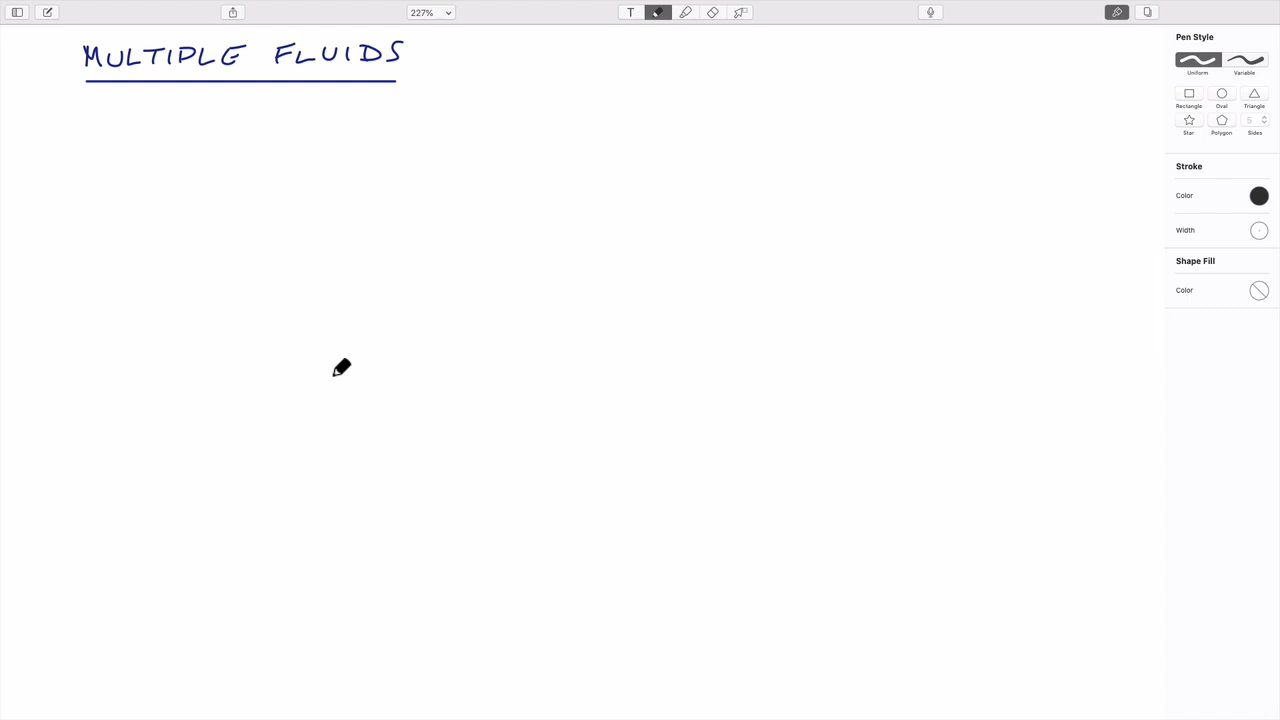 227%
T
MULTIPLE FLUIDS
Pen Style
Uniform Variable
Rectangle Oval Triangle
5
Star Polygon Sides
Stroke
Color
Width
Shape Fill
Color